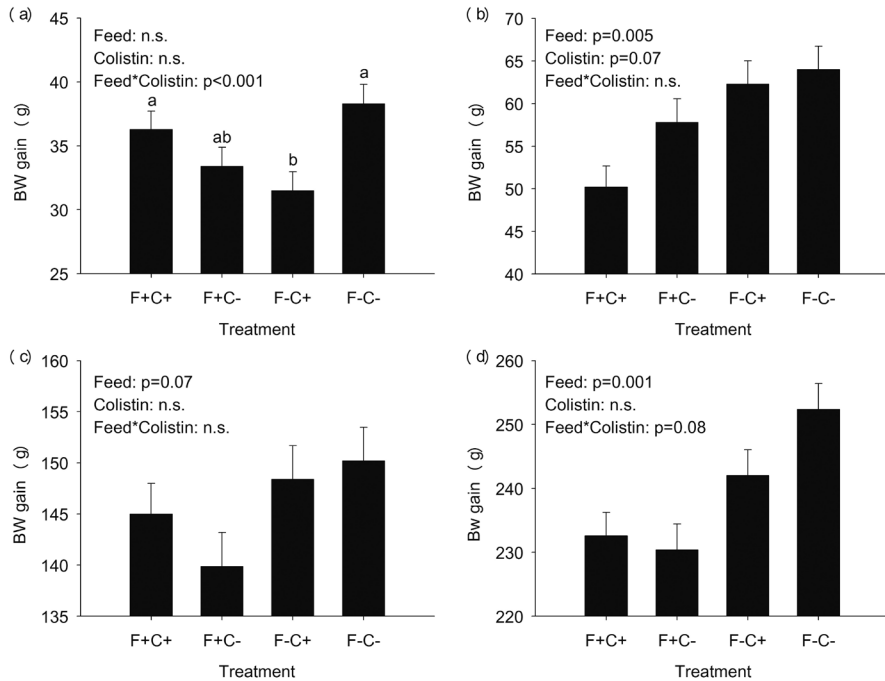 (a)
Feed: n.s.
Colistin: n.s.
Feed*Colistin: p<0.001
a
ab
b
a
45
40
35
30
25
BW gain (g)
F+C+ F+C- F-C+ F-C-
Treatment
(b)
Feed: p=0.005
Colistin: p=0.07
Feed*Colistin: n.s.
70
65
60
55
50
45
40
BW gain (g)
F+C+ F+C- F-C+ F-C-
Treatment
(c)
Feed: p=0.07
Colistin: n.s.
Feed*Colistin: n.s.
160
155
150
145
140
135
BW gain (g)
F+C+ F+C- F-C+ F-C-
Treatment
(d)
Feed: p=0.001
Colistin: n.s.
Feed*Colistin: p=0.08
260
250
240
230
220
Bw gain (g)
F+C+ F+C- F-C+ F-C-
Treatment